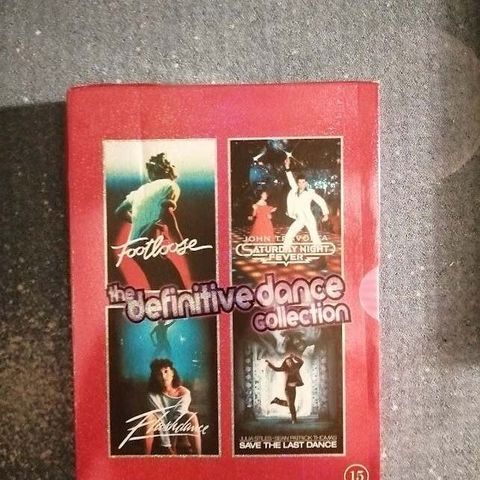 Footloose
JOHN TRAVOLTA
SATURDAY NIGHT
FEVER
the definitive dance
collection
Flashdance
JULIA STILES SEAN PATRICK THOMAS
SAVE THE LAST DANCE
15